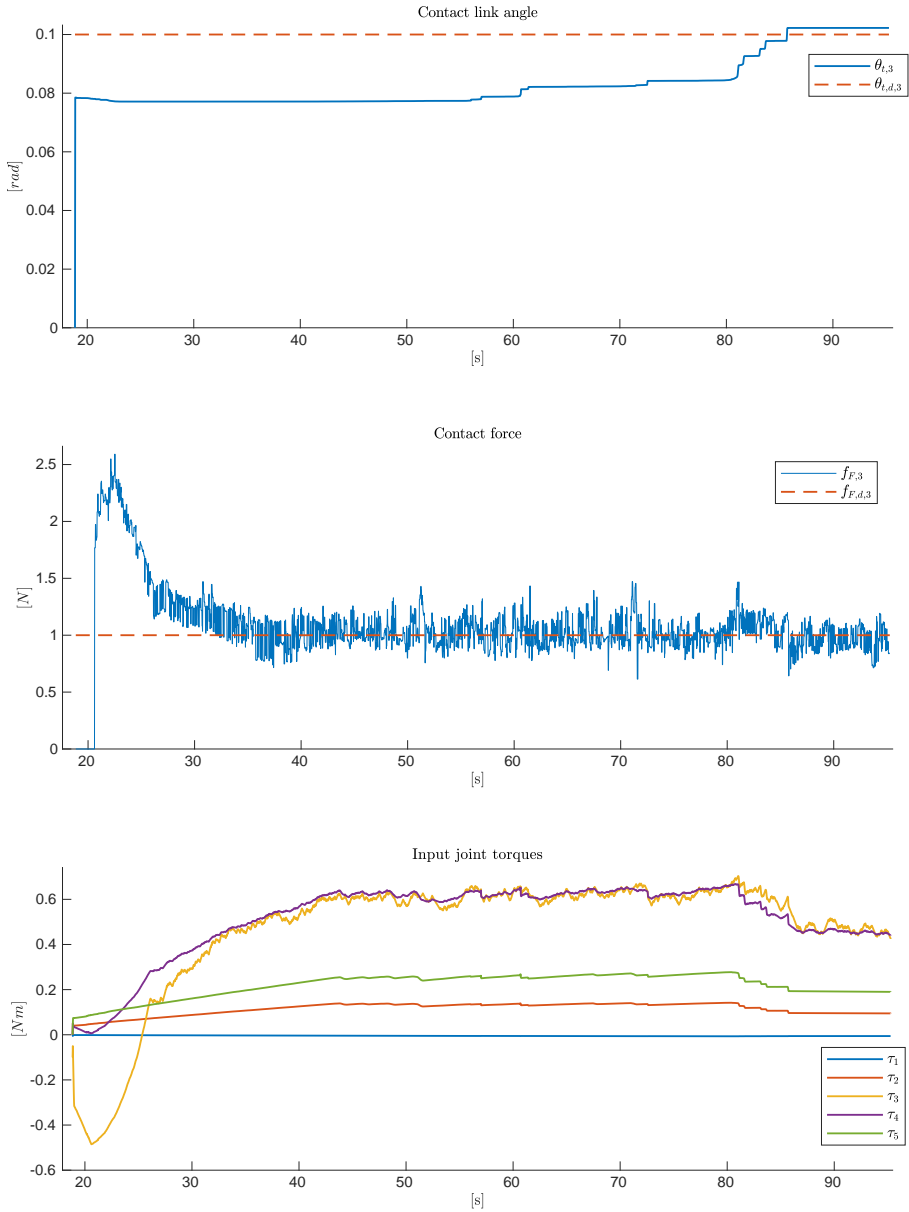 Contact link angle
0.1
0.08
0.06
0.04
0.02
0
[rad]
θt,3
θt,d,3
20 30 40 50 60 70 80 90
[s]
Contact force
2.5
2
1.5
1
0.5
0
[N]
fF,3
fF,d,3
20 30 40 50 60 70 80 90
[s]
Input joint torques
0.6
0.4
0.2
0
-0.2
-0.4
-0.6
[Nm]
τ1
τ2
τ3
τ4
τ5
20 30 40 50 60 70 80 90
[s]